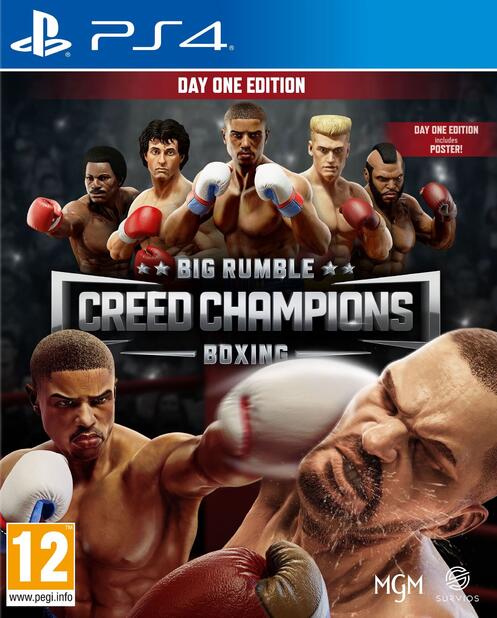 PS4
DAY ONE EDITION
DAY ONE EDITION
includes
POSTER!
★★ BIG RUMBLE ★★
CREED CHAMPIONS
BOXING
12
™
www.pegi.info
MGM
SURVIOS